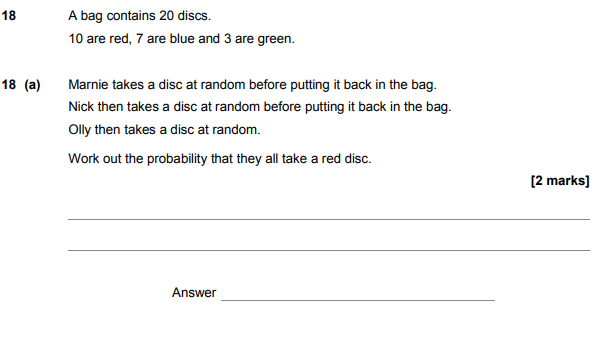 18 A bag contains 20 discs.
10 are red, 7 are blue and 3 are green.
18 (a) Marnie takes a disc at random before putting it back in the bag.
Nick then takes a disc at random before putting it back in the bag.
Olly then takes a disc at random.
Work out the probability that they all take a red disc.
[2 marks]
Answer